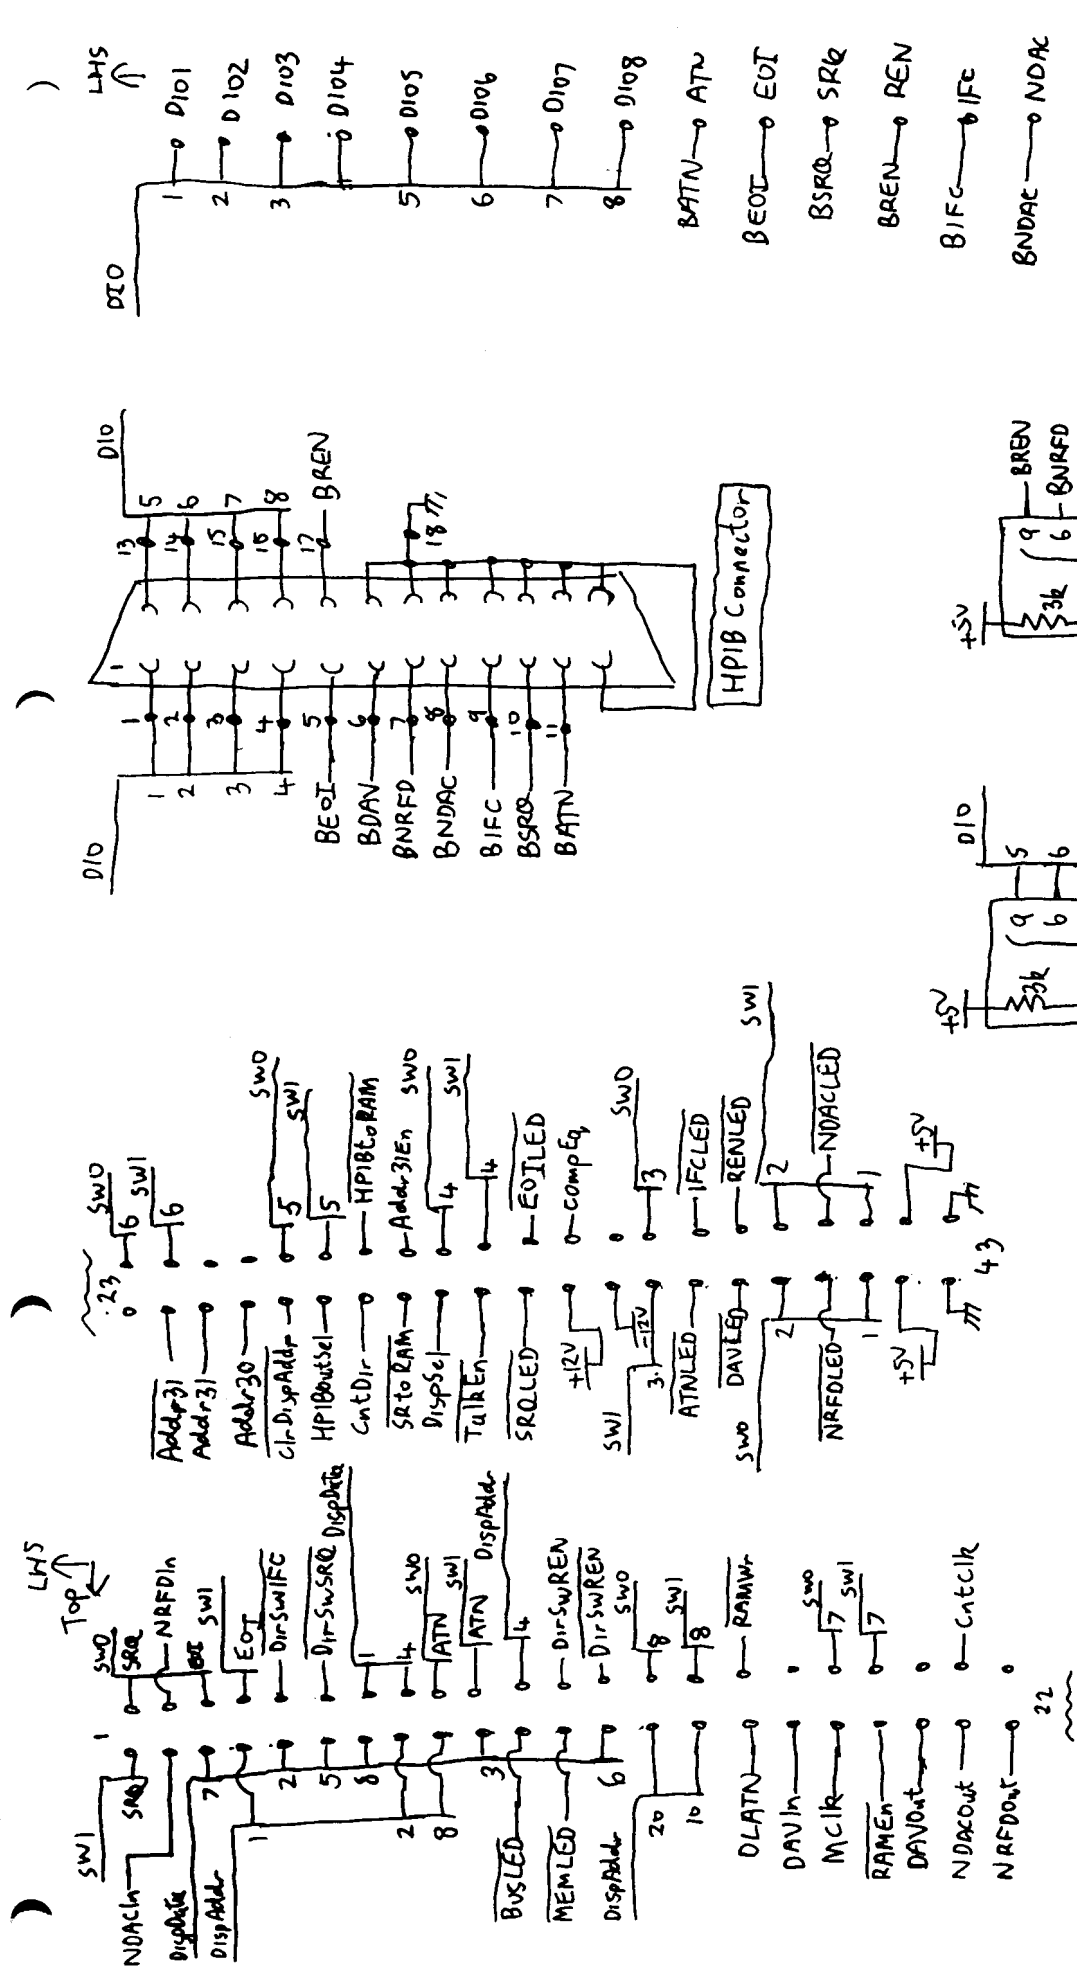 LHS
Top
1
SW1
SRQ
NDACIn
DispData
7
DispAddr
1
2
5
8
2
8
3
BusLED
MEMLED
6
DispAddr
20
10
OLATN
DAVIn
MClk
RAMEn
DAVOut
NDACOut
NRFDOut
22
SW0
SRQ
NRFDIn
EOI
SW1
EOI
DirSwIFC
DirSwSRQ
DispData
1
4
SW0
ATN
SW1
ATN
DispAddr
4
DirSwREN
DirSwREN
SW0
8
SW1
8
RAMWr
SW0
7
SW1
7
CntClk
23
Addr31
Addr31
Addr30
ClrDispAddr
HPIBoutSel
CntDir
SRtoRAM
DispSel
TalkEn
SRQLED
+12V
-12V
SW1
3
ATNLED
DAVLED
SW0
2
NRFDLED
1
+5V
43
SW0
6
SW1
6
SW0
5
SW1
5
HPIBtoRAM
Addr31En
SW0
4
SW1
4
EOILED
CompEq
SW0
3
IFCLED
RENLED
SW1
2
NDACLED
1
+5V
DIO
1 1
2 2
3 3
4 4
BEOI 5
BDAV 6
BNRFD 7
BNDAC 8
BIFC 9
BSRQ 10
BATN 11
1
DIO
13 5
14 6
15 7
16 8
17 BREN
18
HPIB Connector
+5V
3k
9
6
DIO
5
6
+5V
3k
9
6
BREN
BNRFD
LHS
DIO
1 DIO1
2 DIO2
3 DIO3
DIO4
5 DIO5
6 DIO6
7 DIO7
8 DIO8
BATN ATN
BEOI EOI
BSRQ SRQ
BREN REN
BIFC IFC
BNDAC NDAC